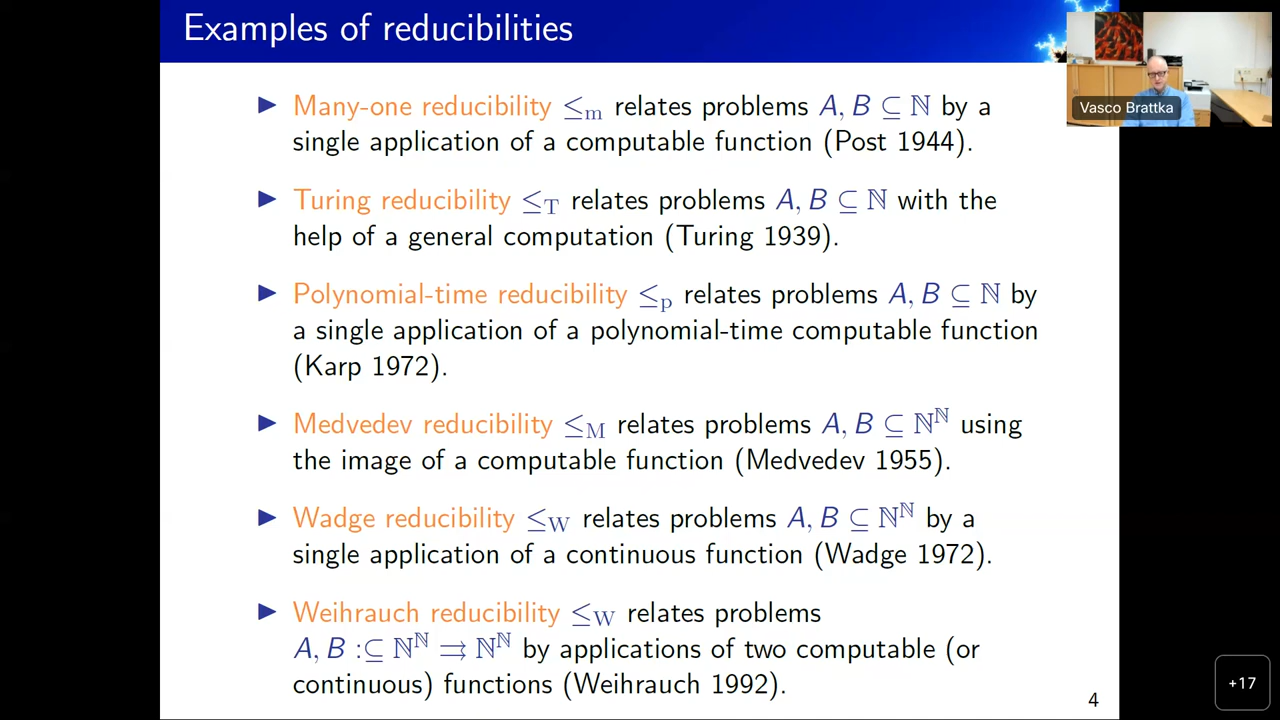 Examples of reducibilities
Vasco Brattka
▶ Many-one reducibility ≤m relates problems A, B ⊆ ℕ by a
single application of a computable function (Post 1944).
▶ Turing reducibility ≤T relates problems A, B ⊆ ℕ with the
help of a general computation (Turing 1939).
▶ Polynomial-time reducibility ≤p relates problems A, B ⊆ ℕ by
a single application of a polynomial-time computable function
(Karp 1972).
▶ Medvedev reducibility ≤M relates problems A, B ⊆ ℕ^ℕ using
the image of a computable function (Medvedev 1955).
▶ Wadge reducibility ≤W relates problems A, B ⊆ ℕ^ℕ by a
single application of a continuous function (Wadge 1972).
▶ Weihrauch reducibility ≤W relates problems
A, B :⊆ ℕ^ℕ ⇉ ℕ^ℕ by applications of two computable (or
continuous) functions (Weihrauch 1992).
+17
4